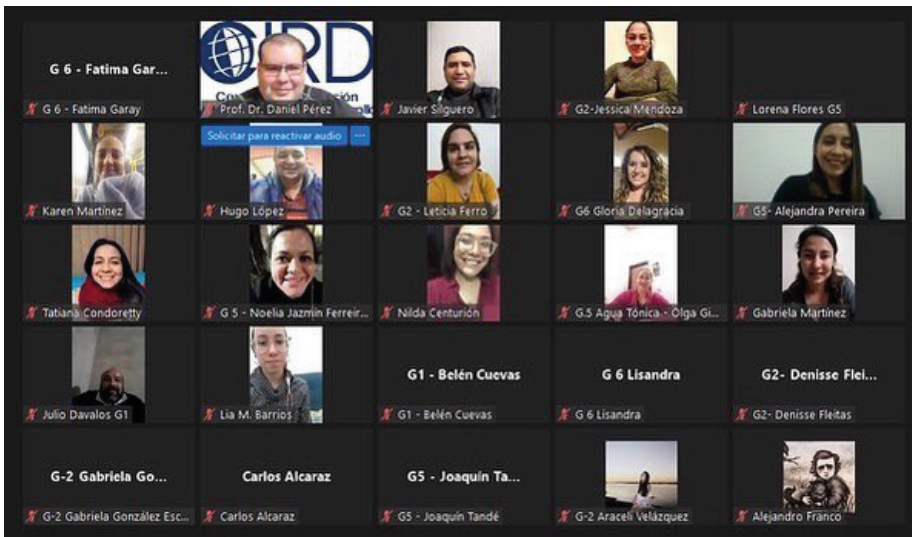 G 6 - Fatima Gar...
G 6 - Fatima Garay
CIRD
Prof. Dr. Daniel Pérez
Javier Silguero
G2-Jessica Mendoza
Lorena Flores G5
Karen Martínez
Solicitar para reactivar audio ...
Hugo López
G2 - Leticia Ferro
G6 Gloria Delagracia
G5- Alejandra Pereira
Tatiana Condoretty
G 5 - Noelia Jazmín Ferreir...
Nilda Centurión
G.5 Agua Tónica - Olga Gi...
Gabriela Martínez
Julio Davalos G1
Lia M. Barrios
G1 - Belén Cuevas
G1 - Belén Cuevas
G 6 Lisandra
G 6 Lisandra
G2- Denisse Flei...
G2- Denisse Fleitas
G-2 Gabriela Go...
G-2 Gabriela González Esc...
Carlos Alcaraz
Carlos Alcaraz
G5 - Joaquín Ta...
G5 - Joaquín Tandé
G-2 Araceli Velázquez
Alejandro Franco